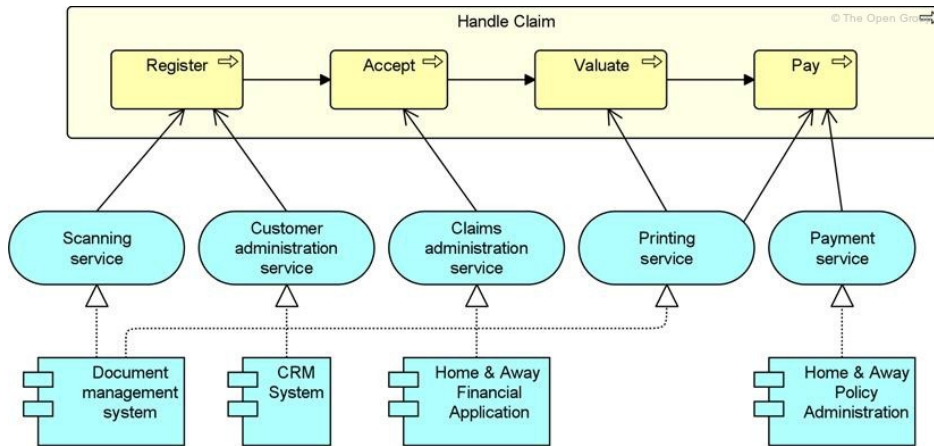 Handle Claim
© The Open Group
Register
Accept
Valuate
Pay
Scanning
service
Customer
administration
service
Claims
administration
service
Printing
service
Payment
service
Document
management
system
CRM
System
Home & Away
Financial
Application
Home & Away
Policy
Administration